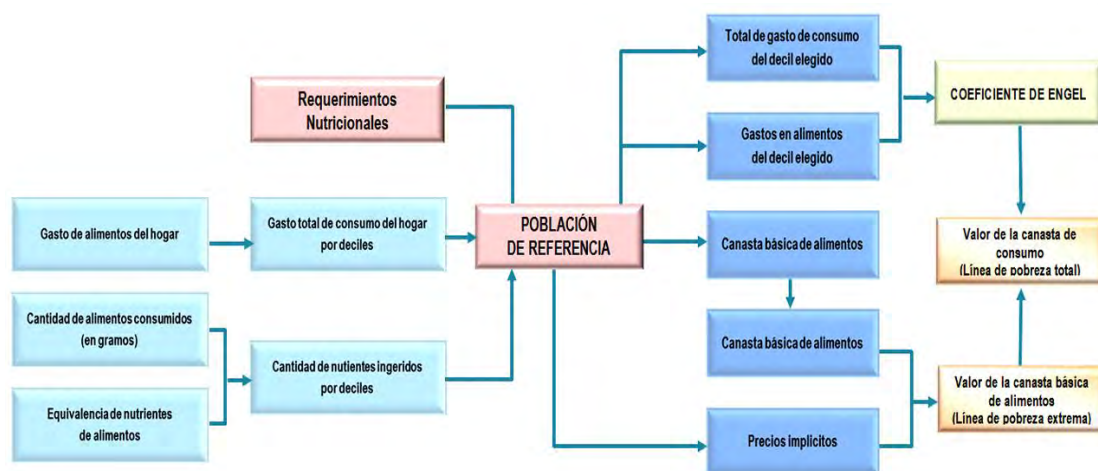 Requerimientos
Nutricionales
Gasto de alimentos del hogar
Gasto total de consumo del hogar
por deciles
Cantidad de alimentos consumidos
(en gramos)
Equivalencia de nutrientes
de alimentos
Cantidad de nutientes ingeridos
por deciles
POBLACIÓN
DE REFERENCIA
Total de gasto de consumo
del decil elegido
Gastos en alimentos
del decil elegido
Canasta básica de alimentos
Canasta básica de alimentos
Precios implicitos
COEFICIENTE DE ENGEL
Valor de la canasta de
consumo
(Línea de pobreza total)
Valor de la canasta básica
de alimentos
(Línea de pobreza extrema)